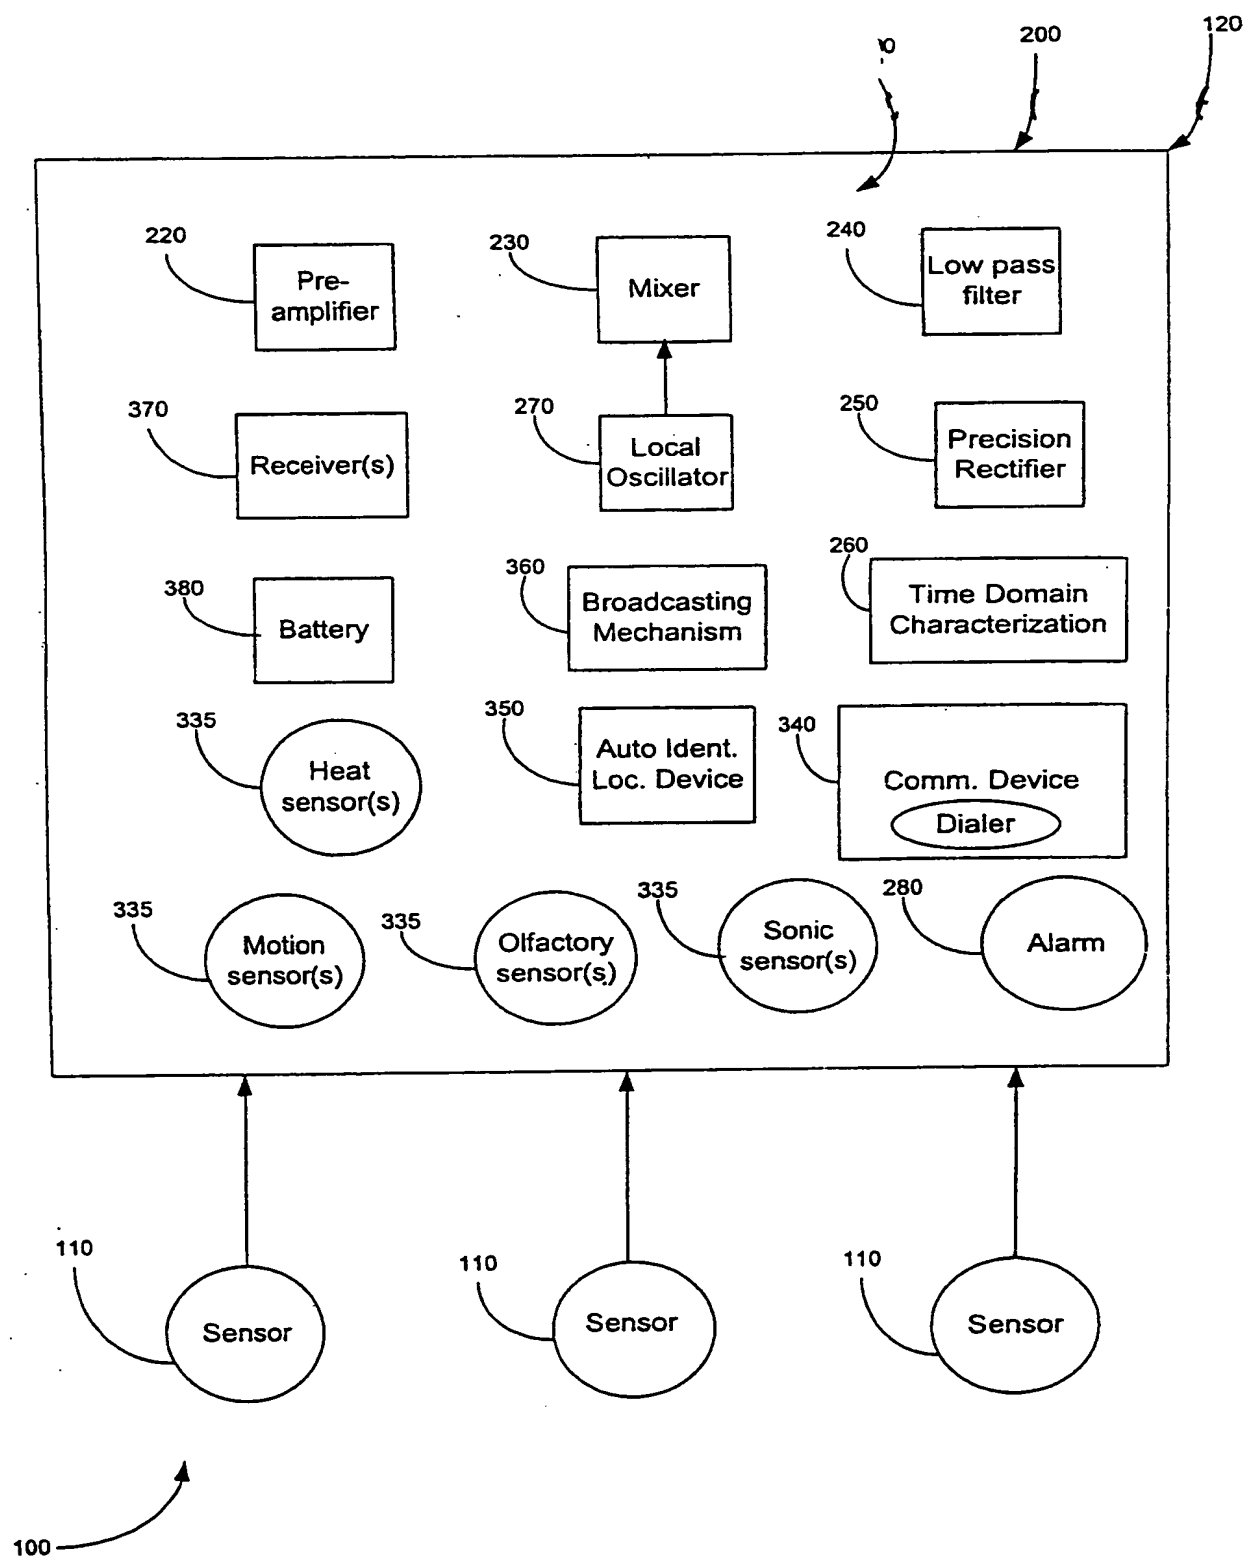 200
120
220
Pre-
amplifier
230
Mixer
240
Low pass
filter
370
Receiver(s)
270
Local
Oscillator
250
Precision
Rectifier
380
Battery
360
Broadcasting
Mechanism
260
Time Domain
Characterization
335
Heat
sensor(s)
350
Auto Ident.
Loc. Device
340
Comm. Device
Dialer
335
Motion
sensor(s)
335
Olfactory
sensor(s)
335
Sonic
sensor(s)
280
Alarm
110
Sensor
110
Sensor
110
Sensor
100